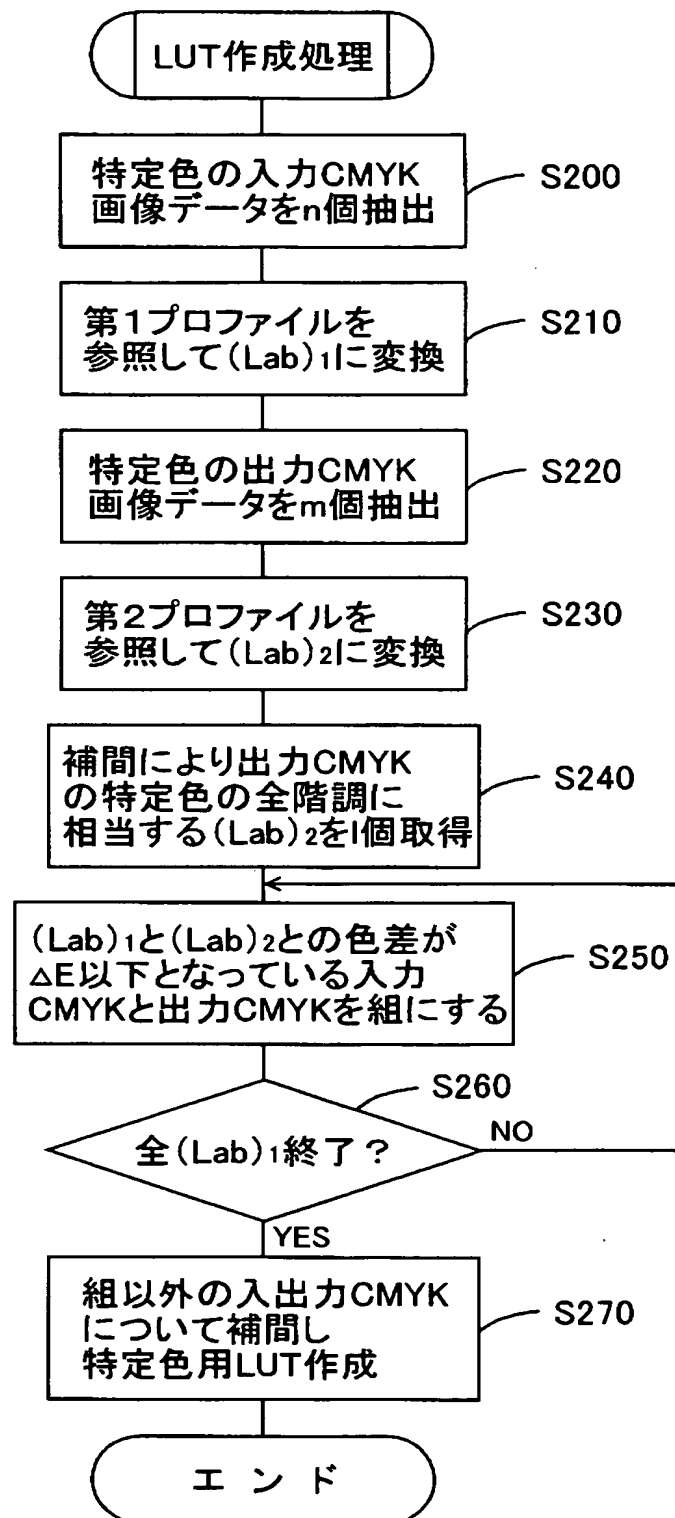 LUT作成処理
特定色の入力CMYK
画像データをn個抽出
S200
第1プロファイルを
参照して(Lab)₁に変換
S210
特定色の出力CMYK
画像データをm個抽出
S220
第2プロファイルを
参照して(Lab)₂に変換
S230
補間により出力CMYK
の特定色の全階調に
相当する(Lab)₂をl個取得
S240
(Lab)₁と(Lab)₂との色差が
△E以下となっている入力
CMYKと出力CMYKを組にする
S250
S260
全(Lab)₁終了？
NO
YES
組以外の入出力CMYK
について補間し
特定色用LUT作成
S270
エンド